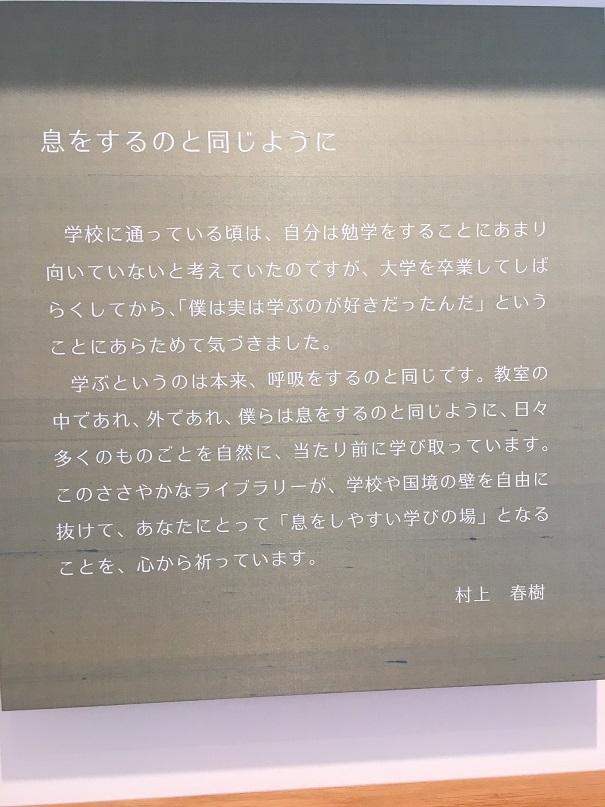 息をするのと同じように
学校に通っている頃は、自分は勉学をすることにあまり
向いていないと考えていたのですが、大学を卒業してしば
らくしてから、「僕は実は学ぶのが好きだったんだ」という
ことにあらためて気づきました。
学ぶというのは本来、呼吸をするのと同じです。教室の
中であれ、外であれ、僕らは息をするのと同じように、日々
多くのものごとを自然に、当たり前に学び取っています。
このささやかなライブラリーが、学校や国境の壁を自由に
抜けて、あなたにとって「息をしやすい学びの場」となる
ことを、心から祈っています。
村上　春樹